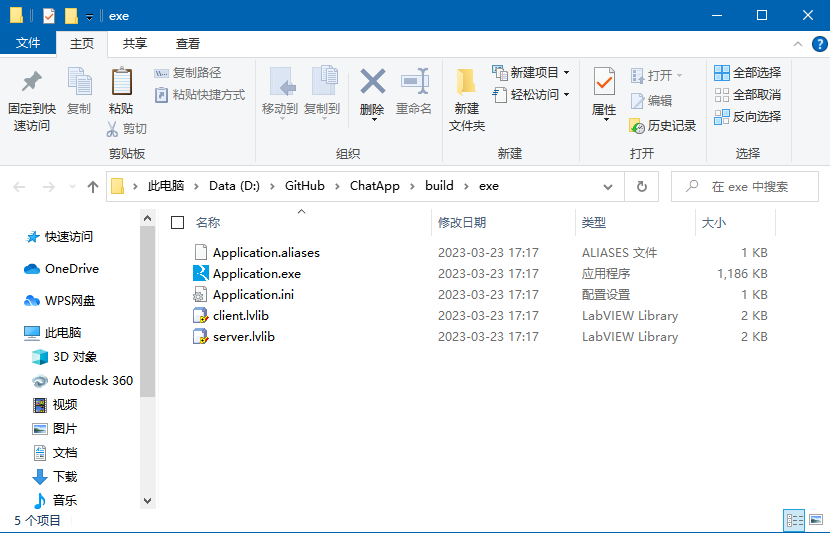 exe
文件 主页 共享 查看
固定到快速访问
复制
粘贴
复制路径
粘贴快捷方式
剪切
剪贴板
移动到
复制到
删除
重命名
组织
新建文件夹
新建项目
轻松访问
新建
属性
打开
编辑
历史记录
打开
全部选择
全部取消
反向选择
选择
此电脑 Data (D:) GitHub ChatApp build exe
在 exe 中搜索
快速访问
OneDrive
WPS网盘
此电脑
3D 对象
Autodesk 360
视频
图片
文档
下载
音乐
名称 修改日期 类型 大小
Application.aliases 2023-03-23 17:17 ALIASES 文件 1 KB
Application.exe 2023-03-23 17:17 应用程序 1,186 KB
Application.ini 2023-03-23 17:17 配置设置 1 KB
client.lvlib 2023-03-23 17:17 LabVIEW Library 2 KB
server.lvlib 2023-03-23 17:17 LabVIEW Library 2 KB
5 个项目